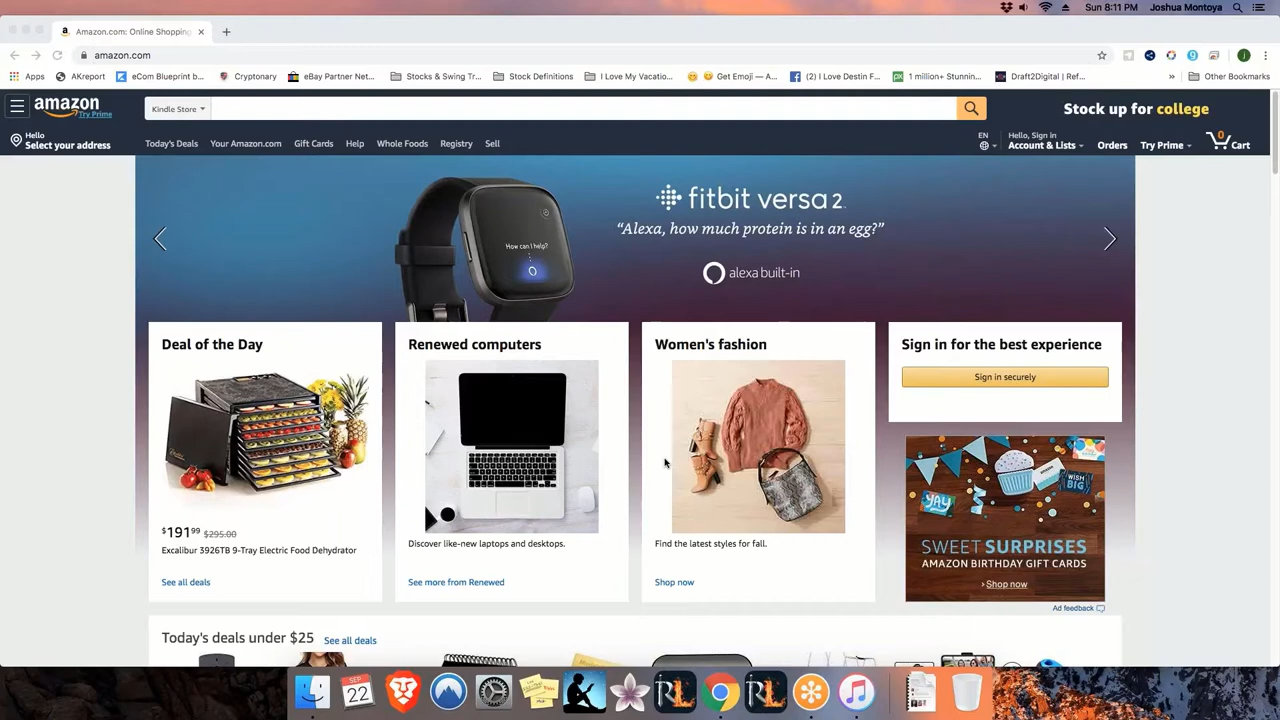 Sun 8:11 PM Joshua Montoya
Amazon.com: Online Shopping
amazon.com
j
Apps AKreport eCom Blueprint b... Cryptonary eBay Partner Net... Stocks & Swing Tr... Stock Definitions I Love My Vacatio... Get Emoji — A... (2) I Love Destin F... 1 million+ Stunnin... Draft2Digital | Ref... » Other Bookmarks
amazon
Try Prime
Kindle Store
Stock up for college
Hello
Select your address
Today's Deals Your Amazon.com Gift Cards Help Whole Foods Registry Sell
EN
Hello, Sign in
Account & Lists
Orders
Try Prime
0
Cart
fitbit versa 2
“Alexa, how much protein is in an egg?”
alexa built-in
How can I help?
Deal of the Day
$191⁹⁹ $295.00
Excalibur 3926TB 9-Tray Electric Food Dehydrator
See all deals
Renewed computers
Discover like-new laptops and desktops.
See more from Renewed
Women's fashion
Find the latest styles for fall.
Shop now
Sign in for the best experience
Sign in securely
YAY
WISH BIG
SWEET SURPRISES
AMAZON BIRTHDAY GIFT CARDS
› Shop now
Ad feedback
Today's deals under $25 See all deals
SEP
22
RL
RL